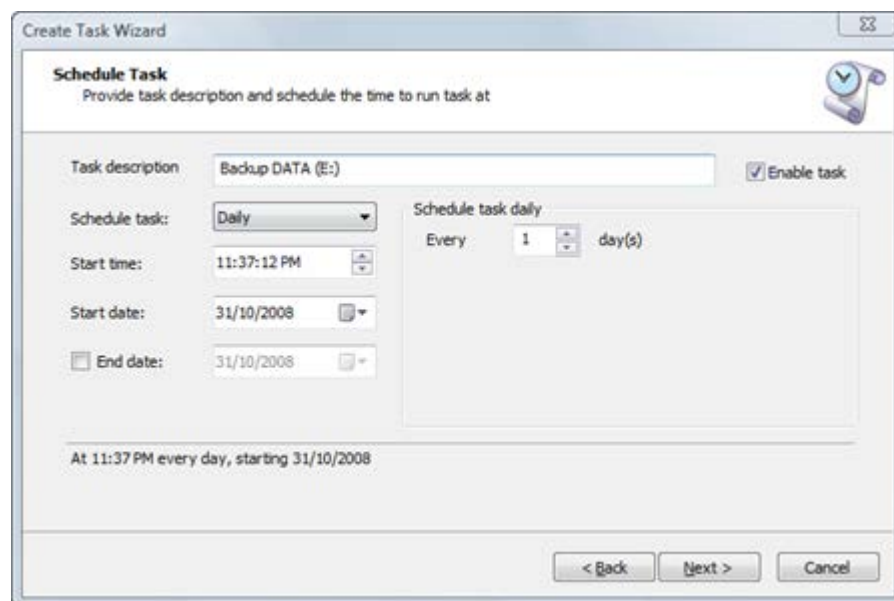 Create Task Wizard
Schedule Task
Provide task description and schedule the time to run task at
Task description Backup DATA (E:) Enable task
Schedule task: Daily Schedule task daily
Every 1 day(s)
Start time: 11:37:12 PM
Start date: 31/10/2008
End date: 31/10/2008
At 11:37 PM every day, starting 31/10/2008
< Back Next > Cancel